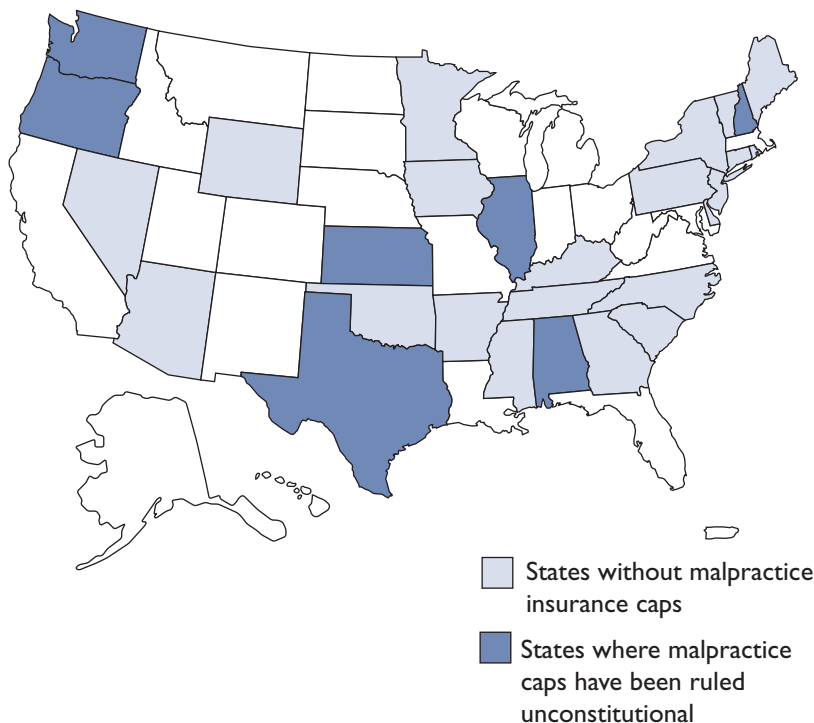 States without malpractice
insurance caps
States where malpractice
caps have been ruled
unconstitutional